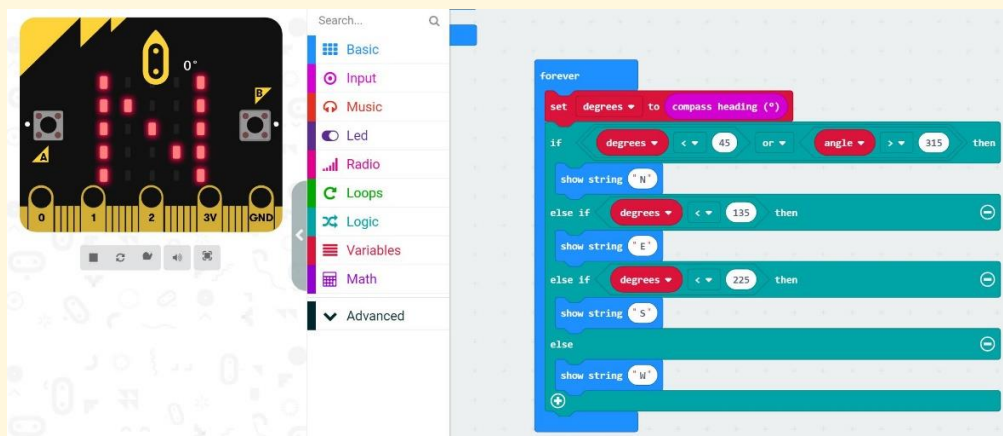 0°
B
A
0 1 2 3V GND
Search...
Basic
Input
Music
Led
Radio
Loops
Logic
Variables
Math
Advanced
forever
set degrees to compass heading (°)
if degrees < 45 or angle > 315 then
show string "N"
else if degrees < 135 then
show string "E"
else if degrees < 225 then
show string "S"
else
show string "W"